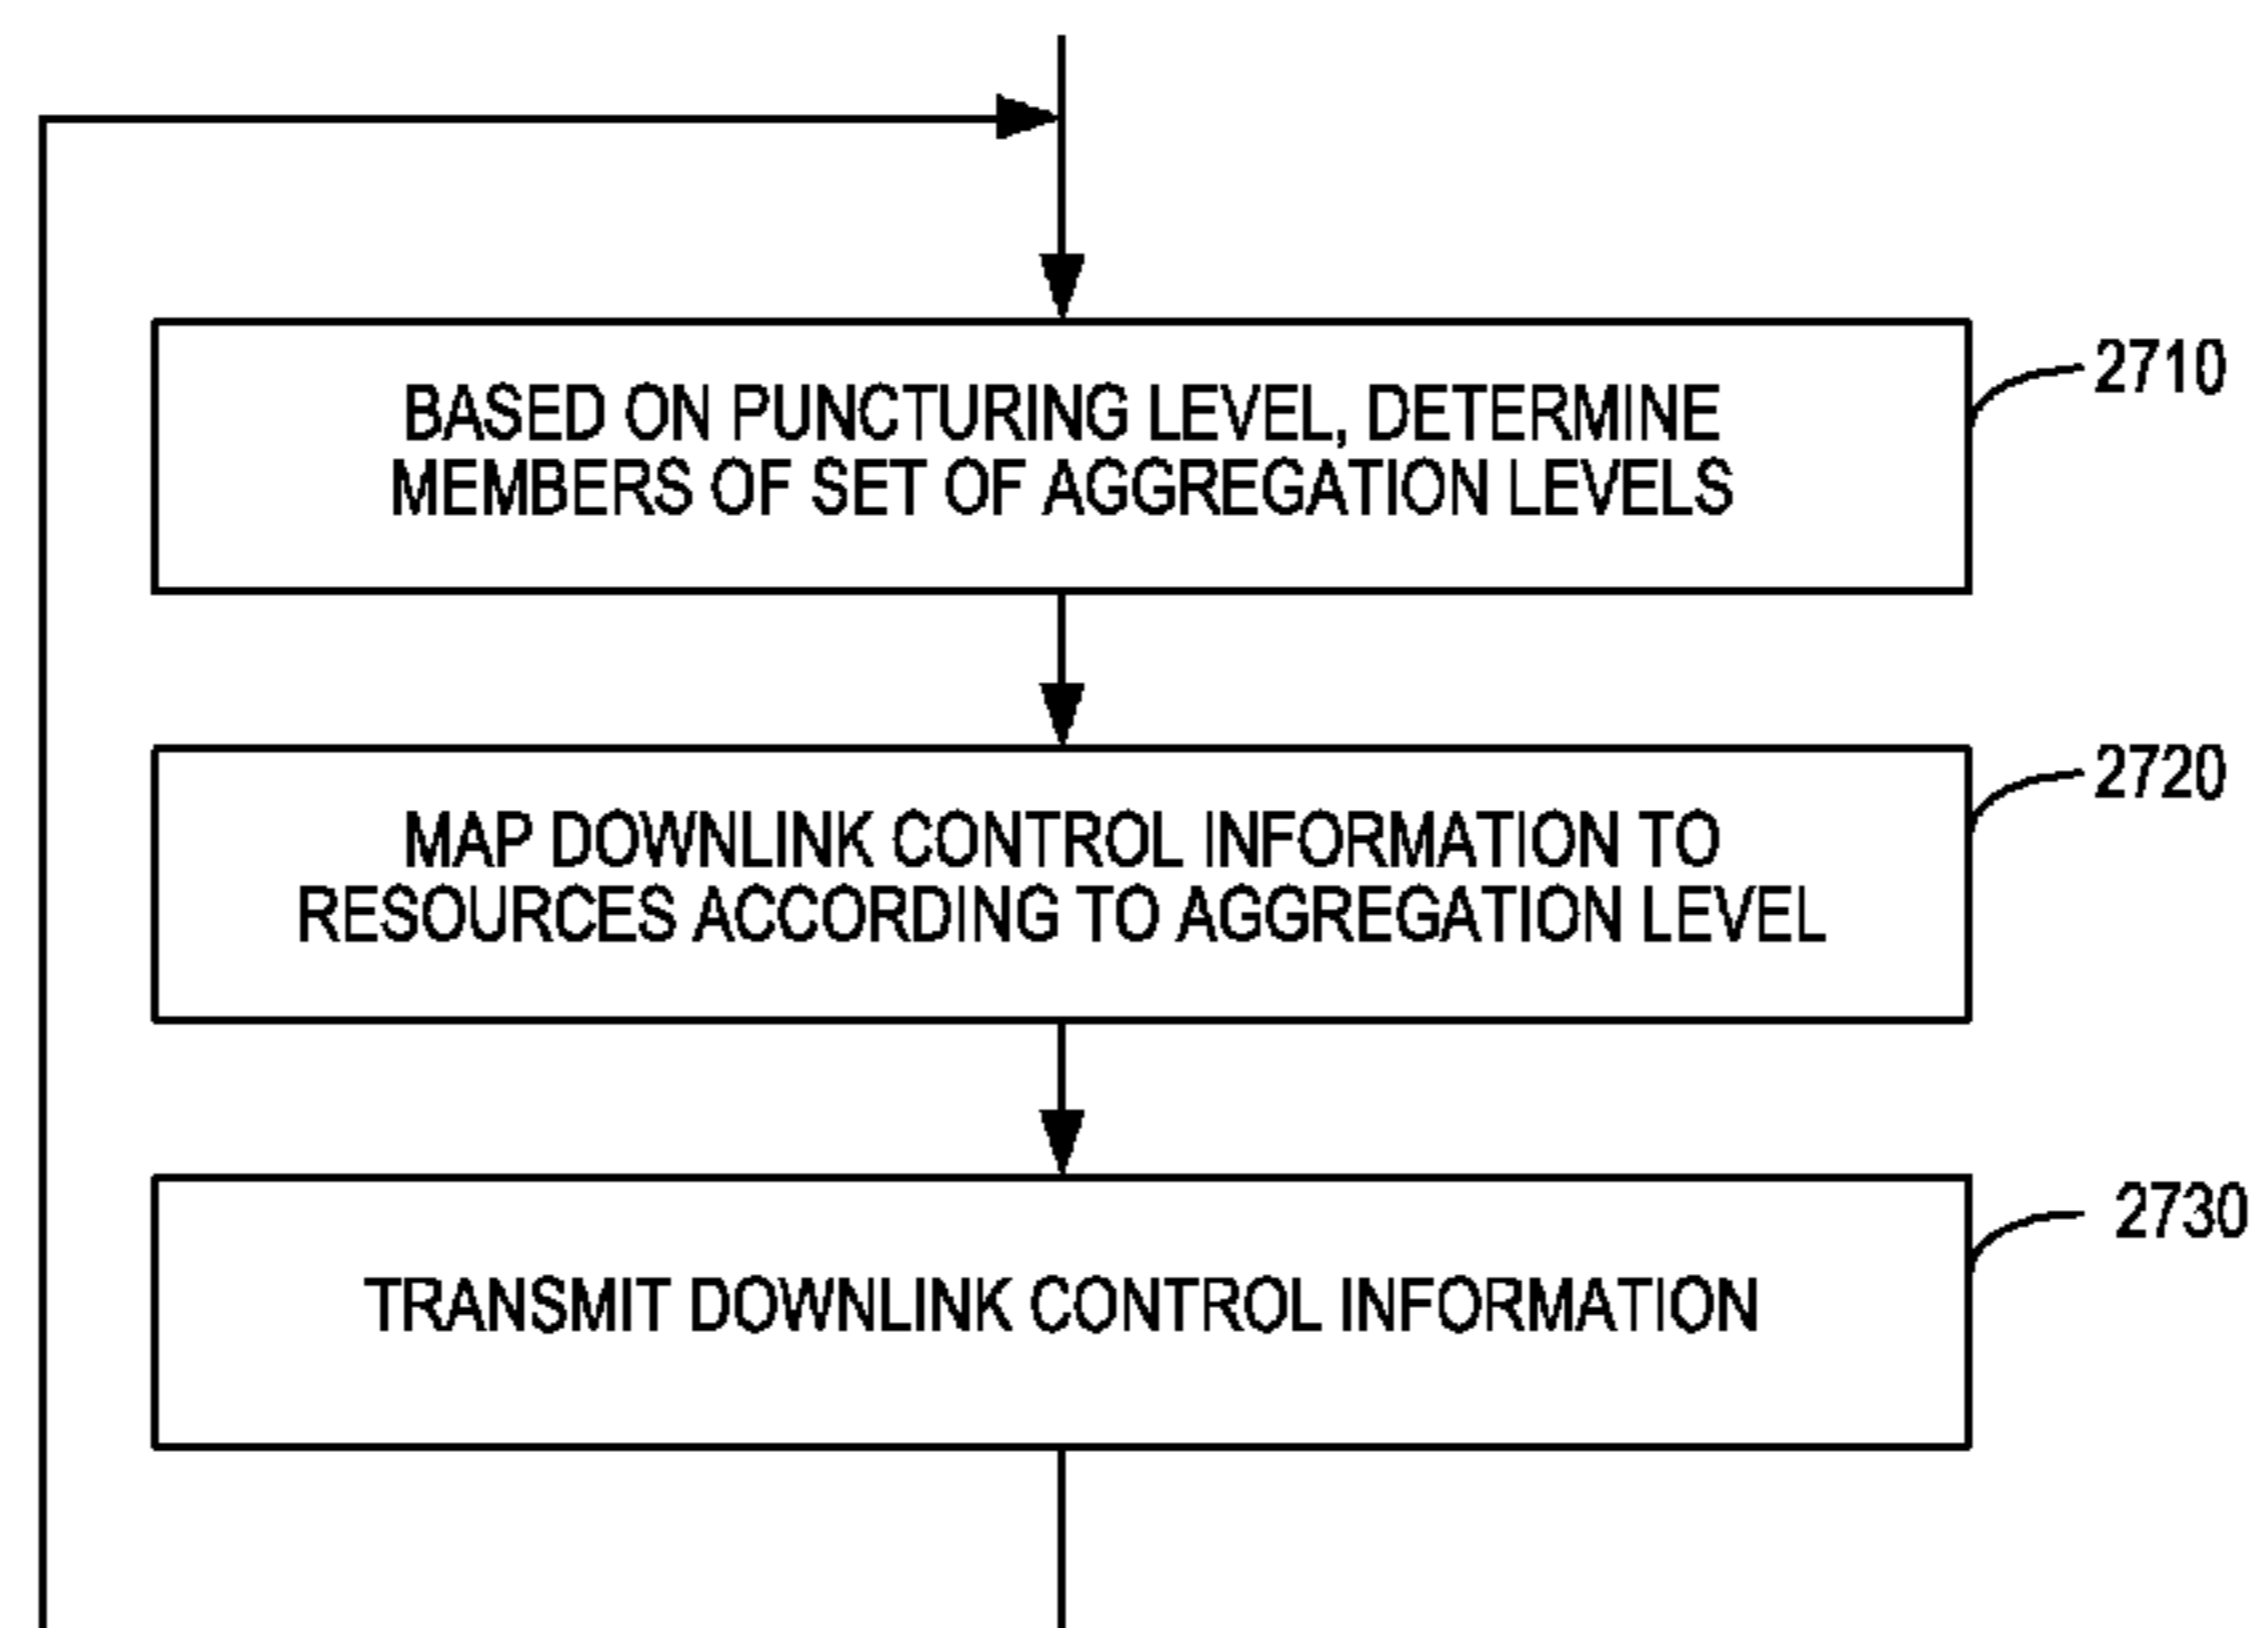 BASED ON PUNCTURING LEVEL, DETERMINE
MEMBERS OF SET OF AGGREGATION LEVELS
2710
MAP DOWNLINK CONTROL INFORMATION TO
RESOURCES ACCORDING TO AGGREGATION LEVEL
2720
TRANSMIT DOWNLINK CONTROL INFORMATION
2730